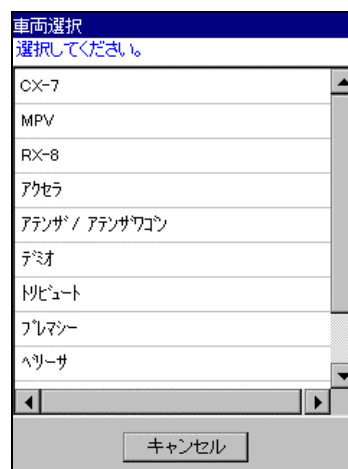 車両選択
選択してください。
CX-7
MPV
RX-8
アクセラ
アテンザ/ アテンザワゴン
デミオ
トリビュート
プレマシー
ベリーサ
キャンセル